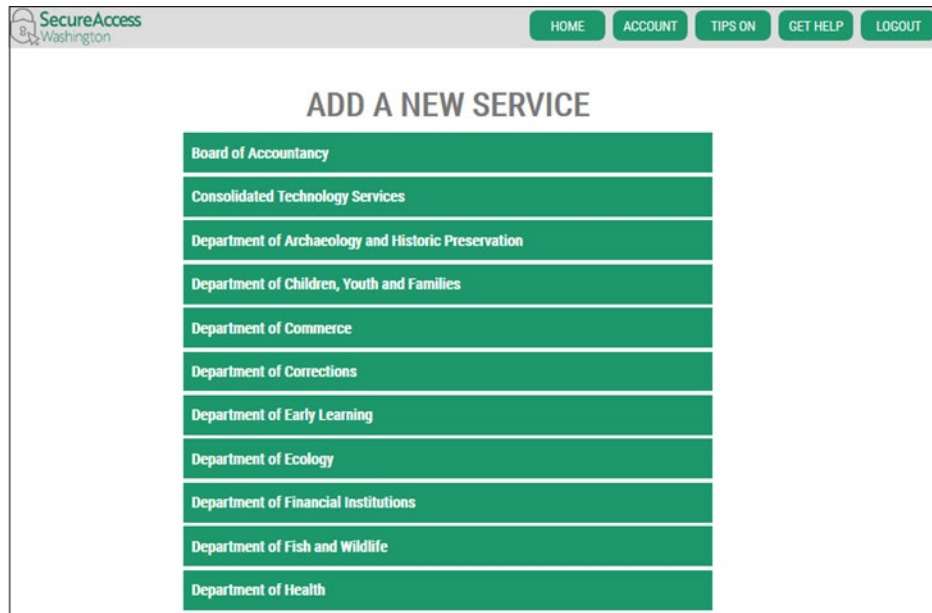 SecureAccess
Washington
HOME
ACCOUNT
TIPS ON
GET HELP
LOGOUT
ADD A NEW SERVICE
Board of Accountancy
Consolidated Technology Services
Department of Archaeology and Historic Preservation
Department of Children, Youth and Families
Department of Commerce
Department of Corrections
Department of Early Learning
Department of Ecology
Department of Financial Institutions
Department of Fish and Wildlife
Department of Health